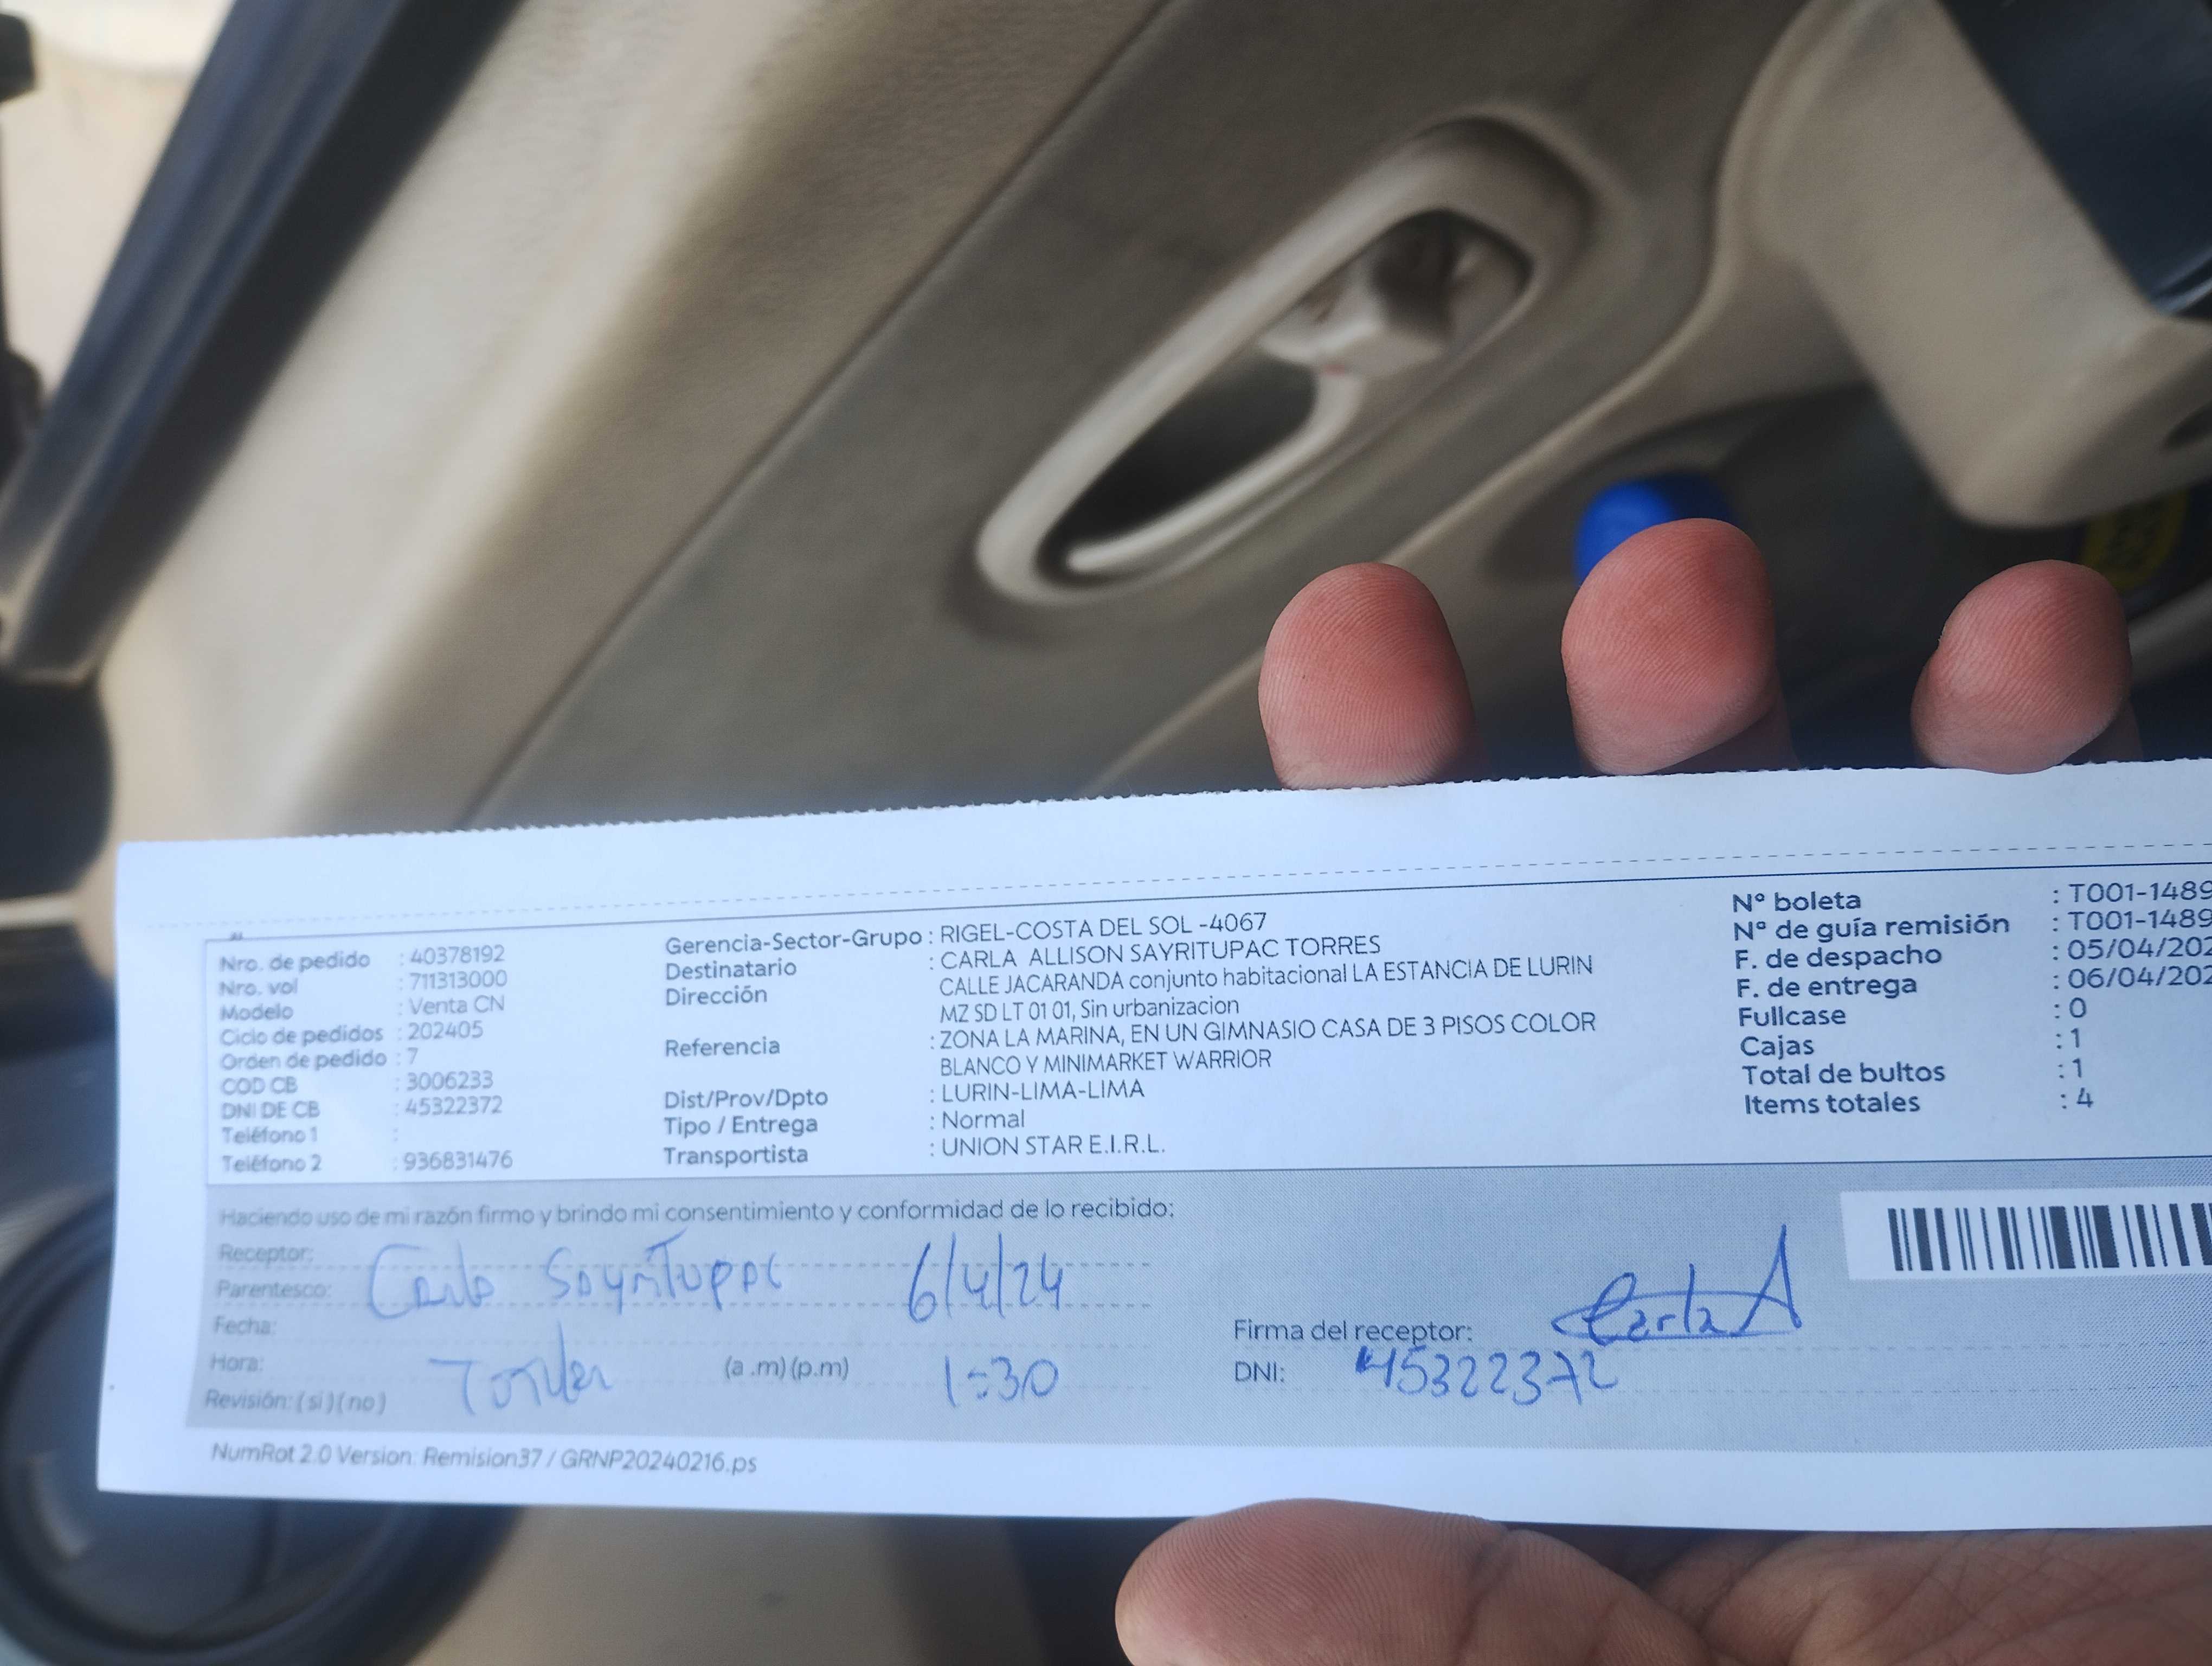 Nro. de pedido : 40378192
Nro. vol : 711313000
Modelo : Venta CN
Ciclo de pedidos : 202405
Orden de pedido : 7
COD CB : 3006233
DNI DE CB : 45322372
Teléfono 1 :
Teléfono 2 : 936831476
Gerencia-Sector-Grupo : RIGEL-COSTA DEL SOL -4067
Destinatario : CARLA ALLISON SAYRITUPAC TORRES
Dirección CALLE JACARANDA conjunto habitacional LA ESTANCIA DE LURIN
MZ SD LT 01 01, Sin urbanizacion
Referencia : ZONA LA MARINA, EN UN GIMNASIO CASA DE 3 PISOS COLOR
BLANCO Y MINIMARKET WARRIOR
Dist/Prov/Dpto : LURIN-LIMA-LIMA
Tipo / Entrega : Normal
Transportista : UNION STAR E.I.R.L.
Nº boleta : T001-1489
Nº de guía remisión : T001-1489
F. de despacho : 05/04/202
F. de entrega : 06/04/202
Fullcase : 0
Cajas : 1
Total de bultos : 1
Items totales : 4
Haciendo uso de mi razón firmo y brindo mi consentimiento y conformidad de lo recibido:
Receptor:
Parentesco: Carla Sayritupac 6/4/24
Fecha:
Hora: (a .m) (p.m) 1:30
Revisión: ( si ) ( no )
Firma del receptor: Carla A
DNI: 45322372
NumRot 2.0 Version: Remision37 / GRNP20240216.ps